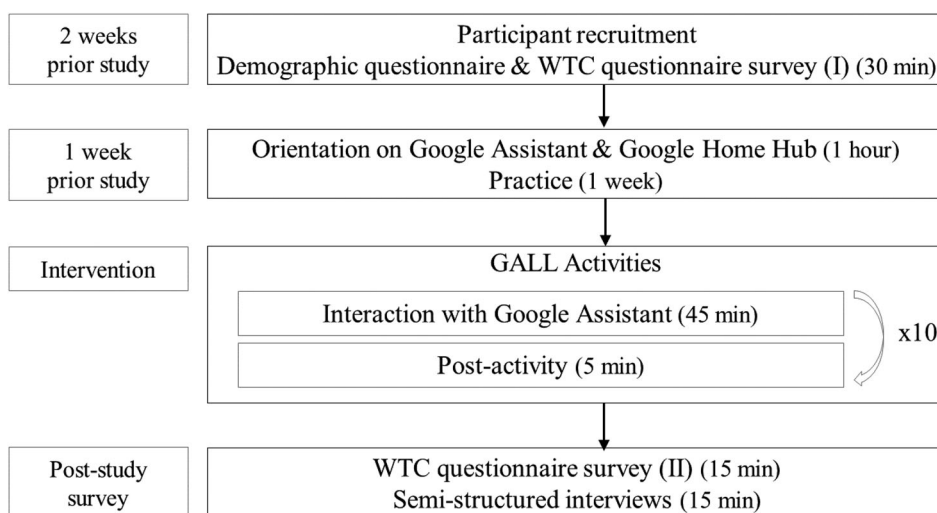 2 weeks
prior study
Participant recruitment
Demographic questionnaire & WTC questionnaire survey (I) (30 min)
1 week
prior study
Orientation on Google Assistant & Google Home Hub (1 hour)
Practice (1 week)
Intervention
GALL Activities
Interaction with Google Assistant (45 min)
Post-activity (5 min)
x10
Post-study
survey
WTC questionnaire survey (II) (15 min)
Semi-structured interviews (15 min)